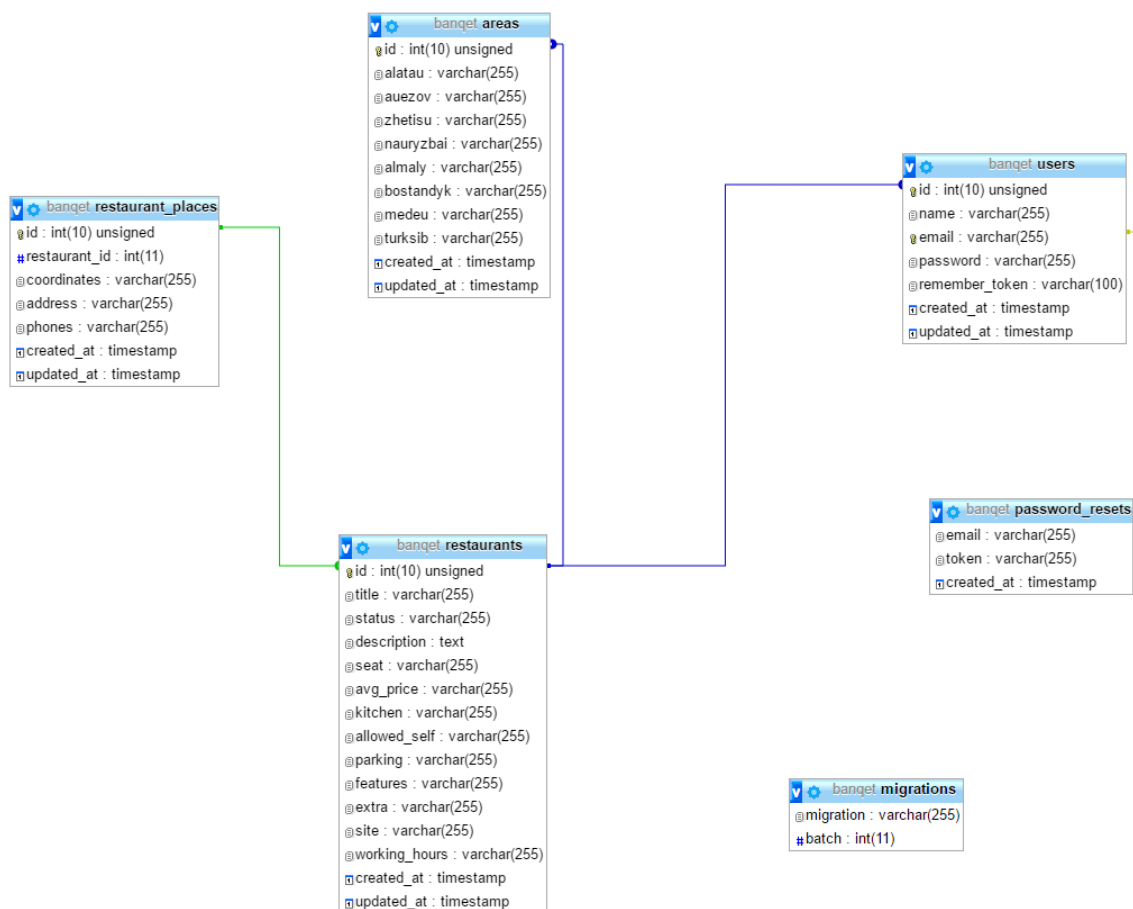 banqet areas
id : int(10) unsigned
alatau : varchar(255)
auezov : varchar(255)
zhetisu : varchar(255)
nauryzbai : varchar(255)
almaly : varchar(255)
bostandyk : varchar(255)
medeu : varchar(255)
turksib : varchar(255)
created_at : timestamp
updated_at : timestamp
banqet users
id : int(10) unsigned
name : varchar(255)
email : varchar(255)
password : varchar(255)
remember_token : varchar(100)
created_at : timestamp
updated_at : timestamp
banqet restaurant_places
id : int(10) unsigned
restaurant_id : int(11)
coordinates : varchar(255)
address : varchar(255)
phones : varchar(255)
created_at : timestamp
updated_at : timestamp
banqet password_resets
email : varchar(255)
token : varchar(255)
created_at : timestamp
banqet restaurants
id : int(10) unsigned
title : varchar(255)
status : varchar(255)
description : text
seat : varchar(255)
avg_price : varchar(255)
kitchen : varchar(255)
allowed_self : varchar(255)
parking : varchar(255)
features : varchar(255)
extra : varchar(255)
site : varchar(255)
working_hours : varchar(255)
created_at : timestamp
updated_at : timestamp
banqet migrations
migration : varchar(255)
batch : int(11)